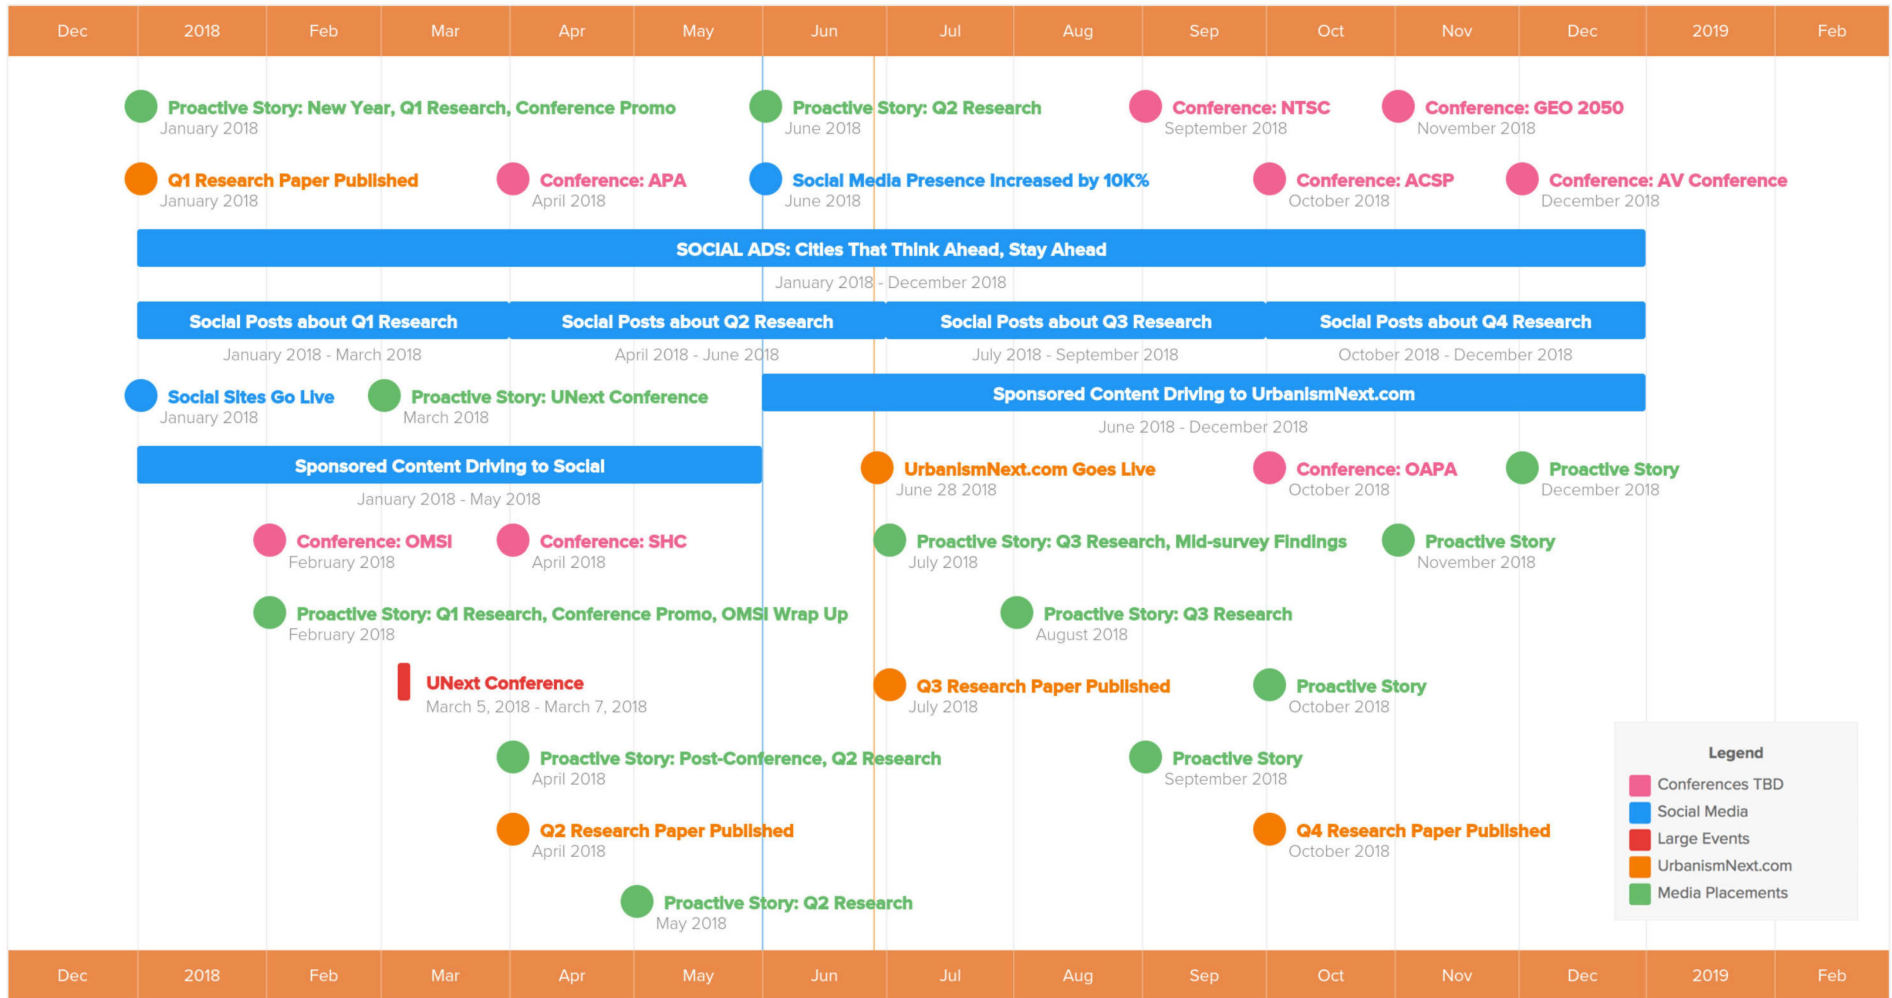 Dec 2018 Feb Mar Apr May Jun Jul Aug Sep Oct Nov Dec 2019 Feb
Proactive Story: New Year, Q1 Research, Conference Promo
January 2018
Proactive Story: Q2 Research
June 2018
Conference: NTSC
September 2018
Conference: GEO 2050
November 2018
Q1 Research Paper Published
January 2018
Conference: APA
April 2018
Social Media Presence Increased by 10K%
June 2018
Conference: ACSP
October 2018
Conference: AV Conference
December 2018
SOCIAL ADS: Cities That Think Ahead, Stay Ahead
January 2018 - December 2018
Social Posts about Q1 Research
January 2018 - March 2018
Social Posts about Q2 Research
April 2018 - June 2018
Social Posts about Q3 Research
July 2018 - September 2018
Social Posts about Q4 Research
October 2018 - December 2018
Social Sites Go Live
January 2018
Proactive Story: UNext Conference
March 2018
Sponsored Content Driving to UrbanismNext.com
June 2018 - December 2018
Sponsored Content Driving to Social
January 2018 - May 2018
UrbanismNext.com Goes Live
June 28 2018
Conference: OAPA
October 2018
Proactive Story
December 2018
Conference: OMSI
February 2018
Conference: SHC
April 2018
Proactive Story: Q3 Research, Mid-survey Findings
July 2018
Proactive Story
November 2018
Proactive Story: Q1 Research, Conference Promo, OMSI Wrap Up
February 2018
Proactive Story: Q3 Research
August 2018
UNext Conference
March 5, 2018 - March 7, 2018
Q3 Research Paper Published
July 2018
Proactive Story
October 2018
Proactive Story: Post-Conference, Q2 Research
April 2018
Proactive Story
September 2018
Q2 Research Paper Published
April 2018
Q4 Research Paper Published
October 2018
Proactive Story: Q2 Research
May 2018
Legend
Conferences TBD
Social Media
Large Events
UrbanismNext.com
Media Placements
Dec 2018 Feb Mar Apr May Jun Jul Aug Sep Oct Nov Dec 2019 Feb